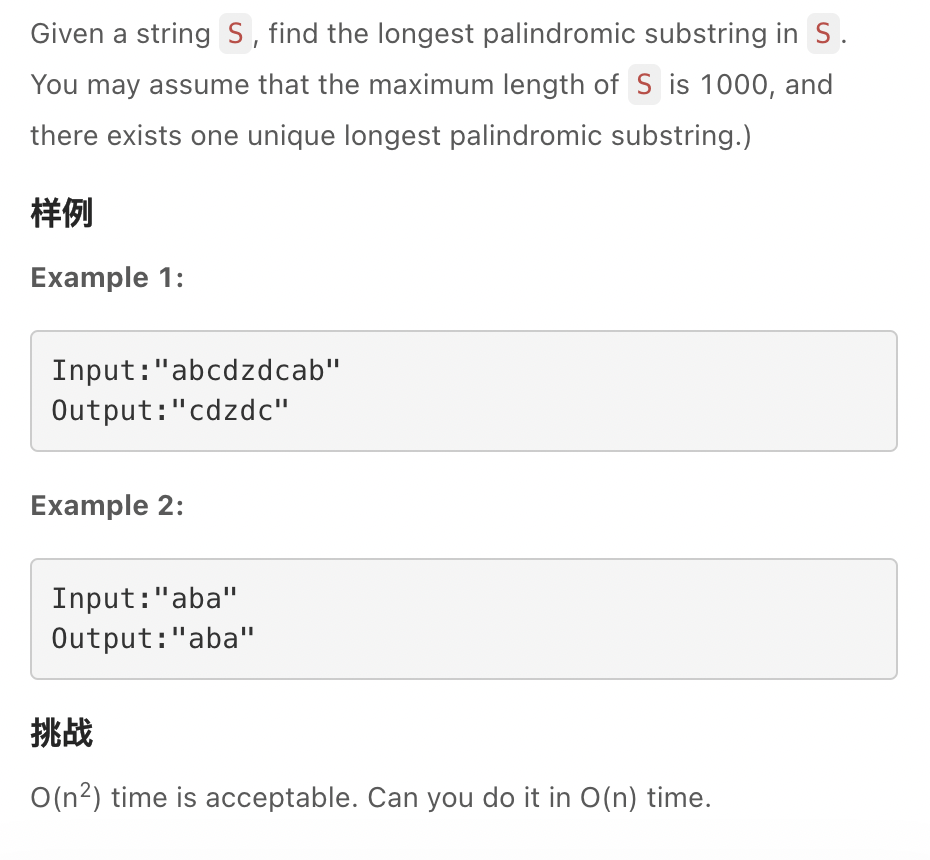 Given a string S, find the longest palindromic substring in S.
You may assume that the maximum length of S is 1000, and
there exists one unique longest palindromic substring.)
样例
Example 1:
Input:"abcdzdcab"
Output:"cdzdc"
Example 2:
Input:"aba"
Output:"aba"
挑战
O(n²) time is acceptable. Can you do it in O(n) time.